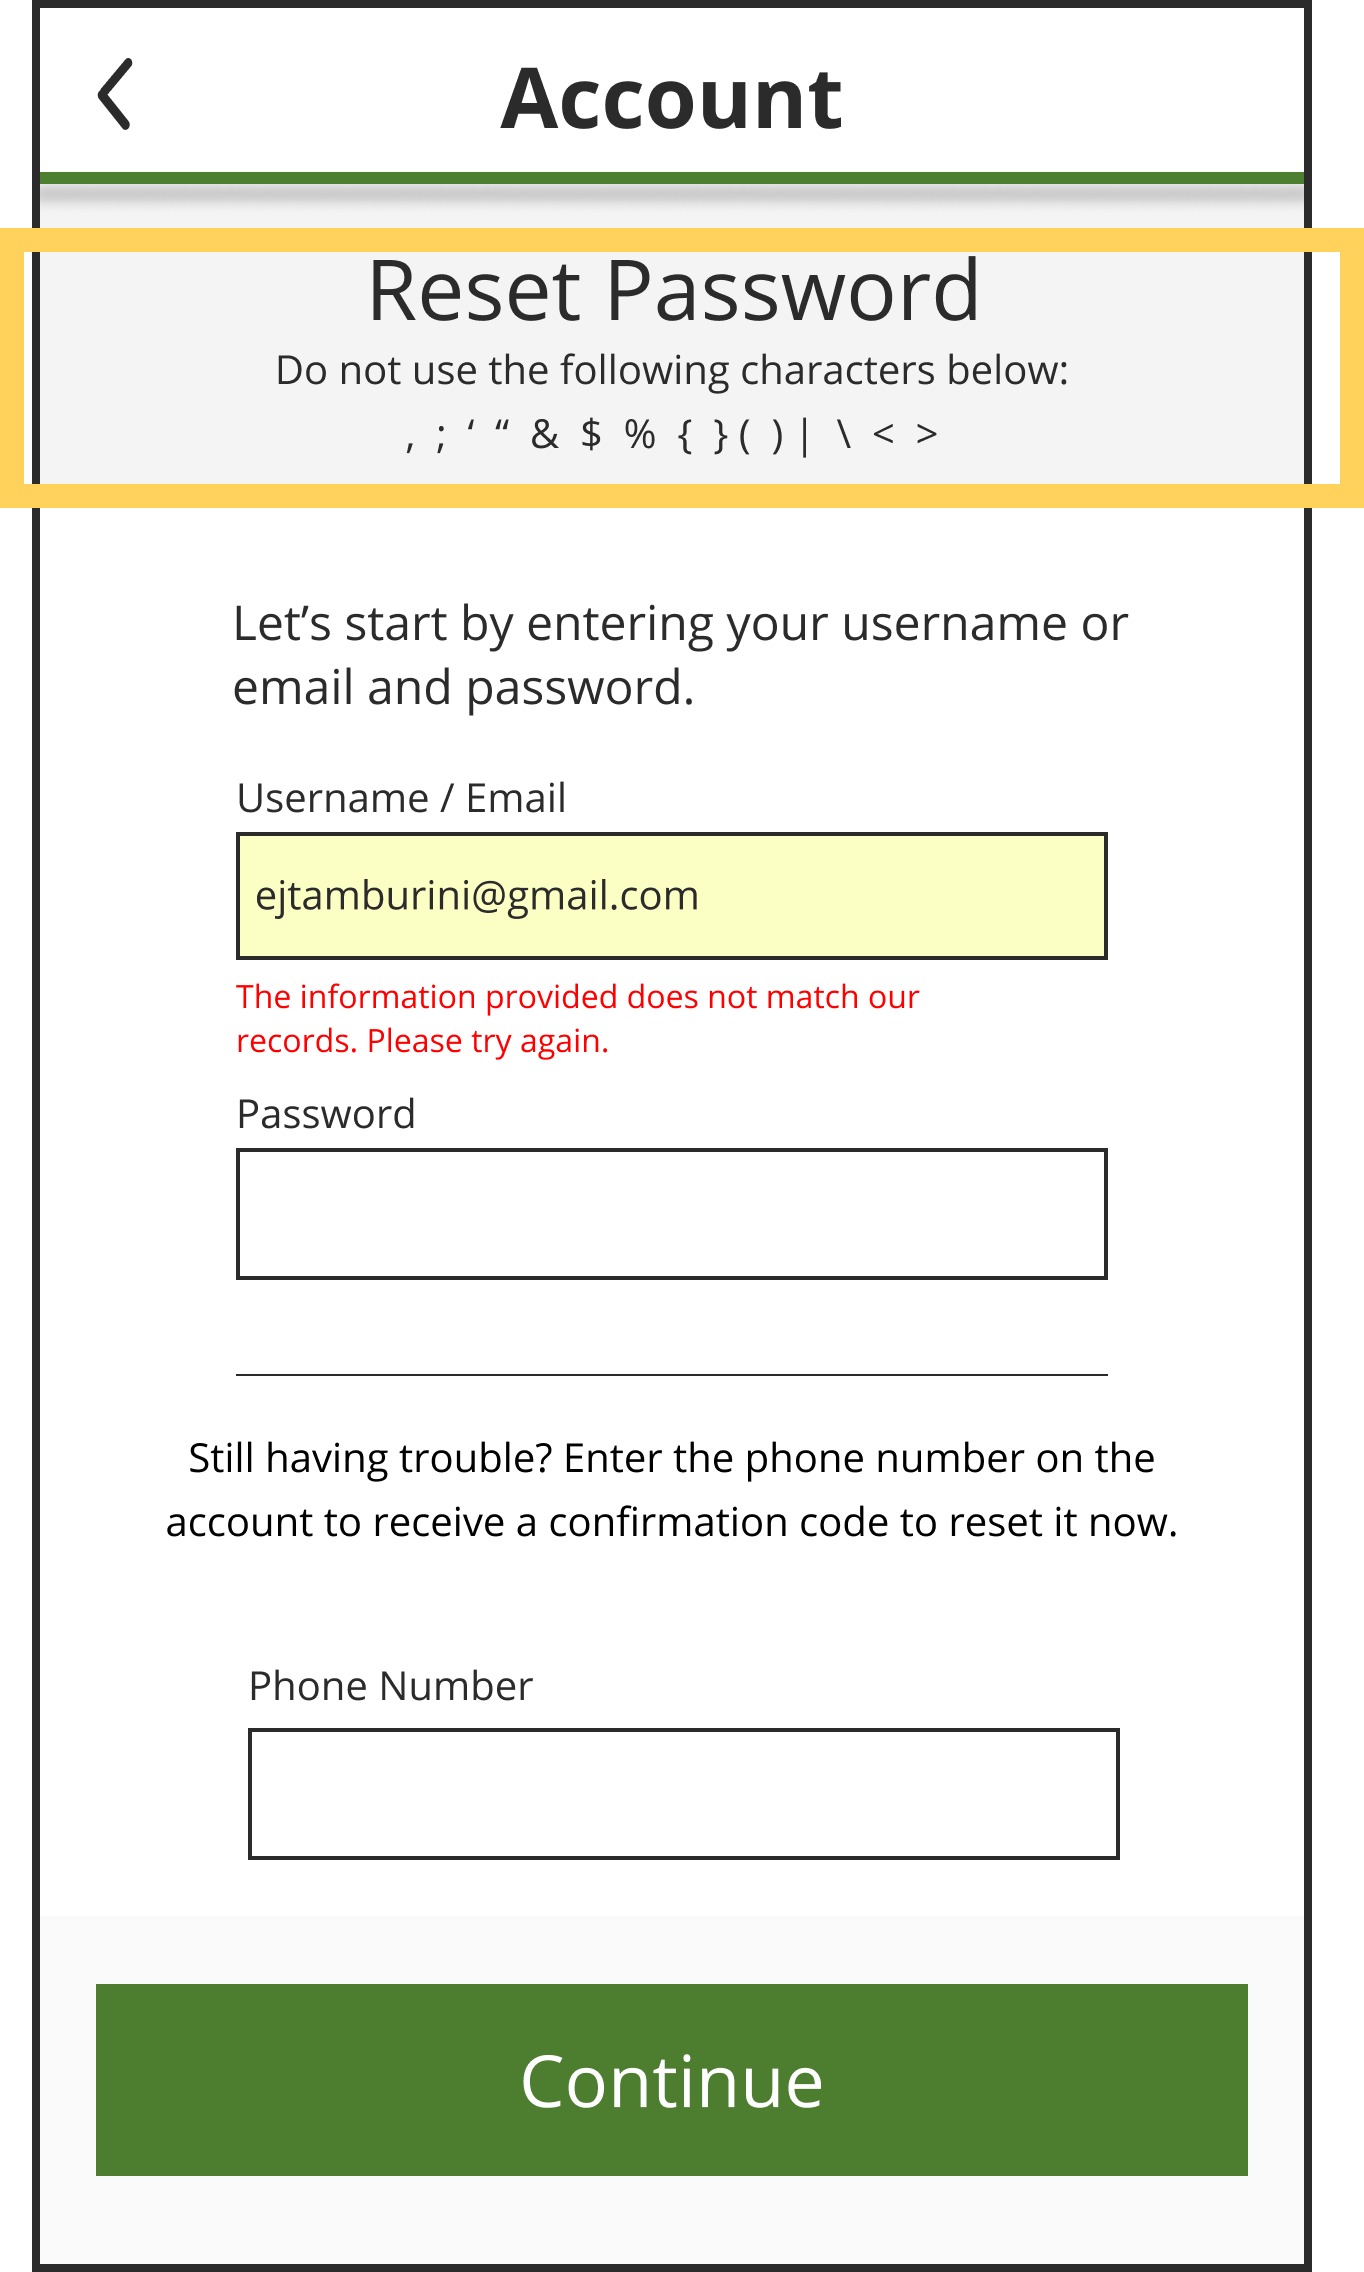 Account
Reset Password
Do not use the following characters below:
, ; ‘ “ & $ % { } ( ) | \ < >
Let’s start by entering your username or
email and password.
Username / Email
ejtamburini@gmail.com
The information provided does not match our
records. Please try again.
Password
Still having trouble? Enter the phone number on the
account to receive a confirmation code to reset it now.
Phone Number
Continue